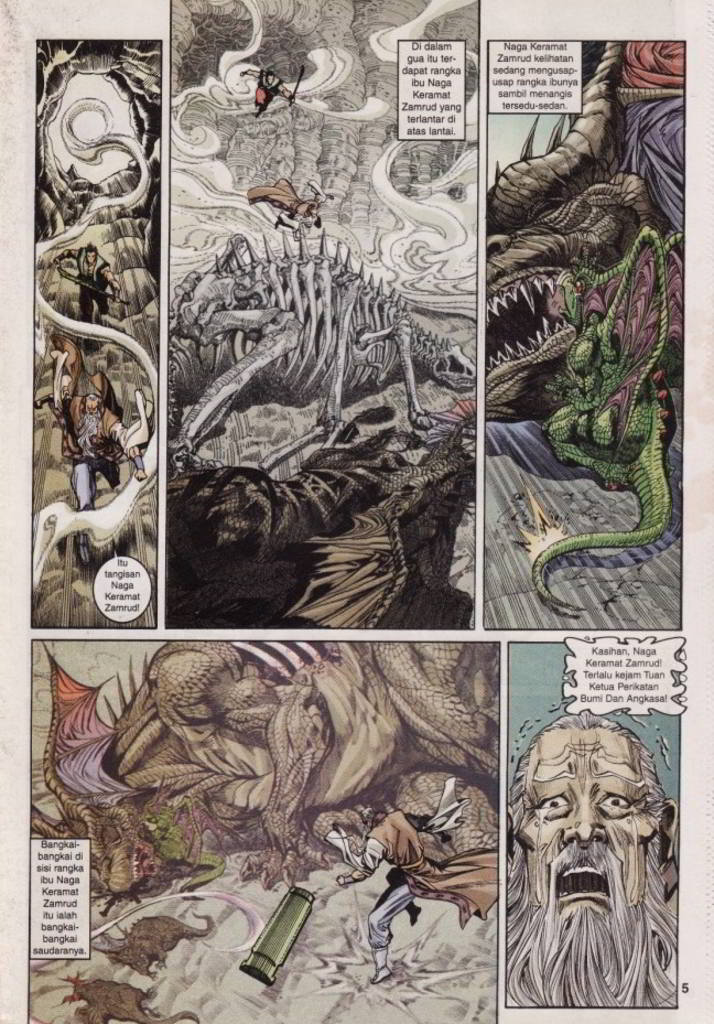 Itu
tangisan
Naga
Keramat
Zamrud!
Di dalam
gua itu ter-
dapat rangka
ibu Naga
Keramat
Zamrud yang
terlantar di
atas lantai.
Naga Keramat
Zamrud kelihatan
sedang mengusap-
usap rangka ibunya
sambil menangis
tersedu-sedan.
Bangkai-
bangkai di
sisi rangka
ibu Naga
Keramat
Zamrud
itu ialah
bangkai-
bangkai
saudaranya.
Kasihan, Naga
Keramat Zamrud!
Terlalu kejam Tuan
Ketua Perikatan
Bumi Dan Angkasa!
5